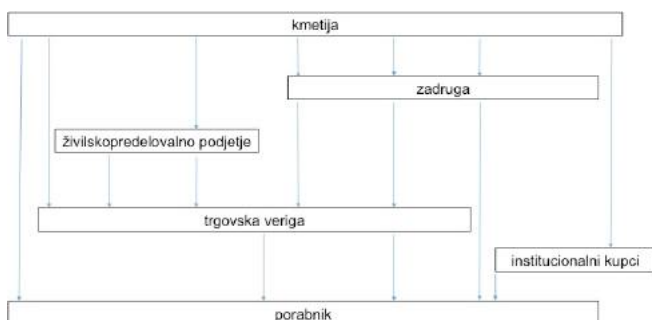 kmetija
zadruga
živilskopredelovalno podjetje
trgovska veriga
institucionalni kupci
porabnik